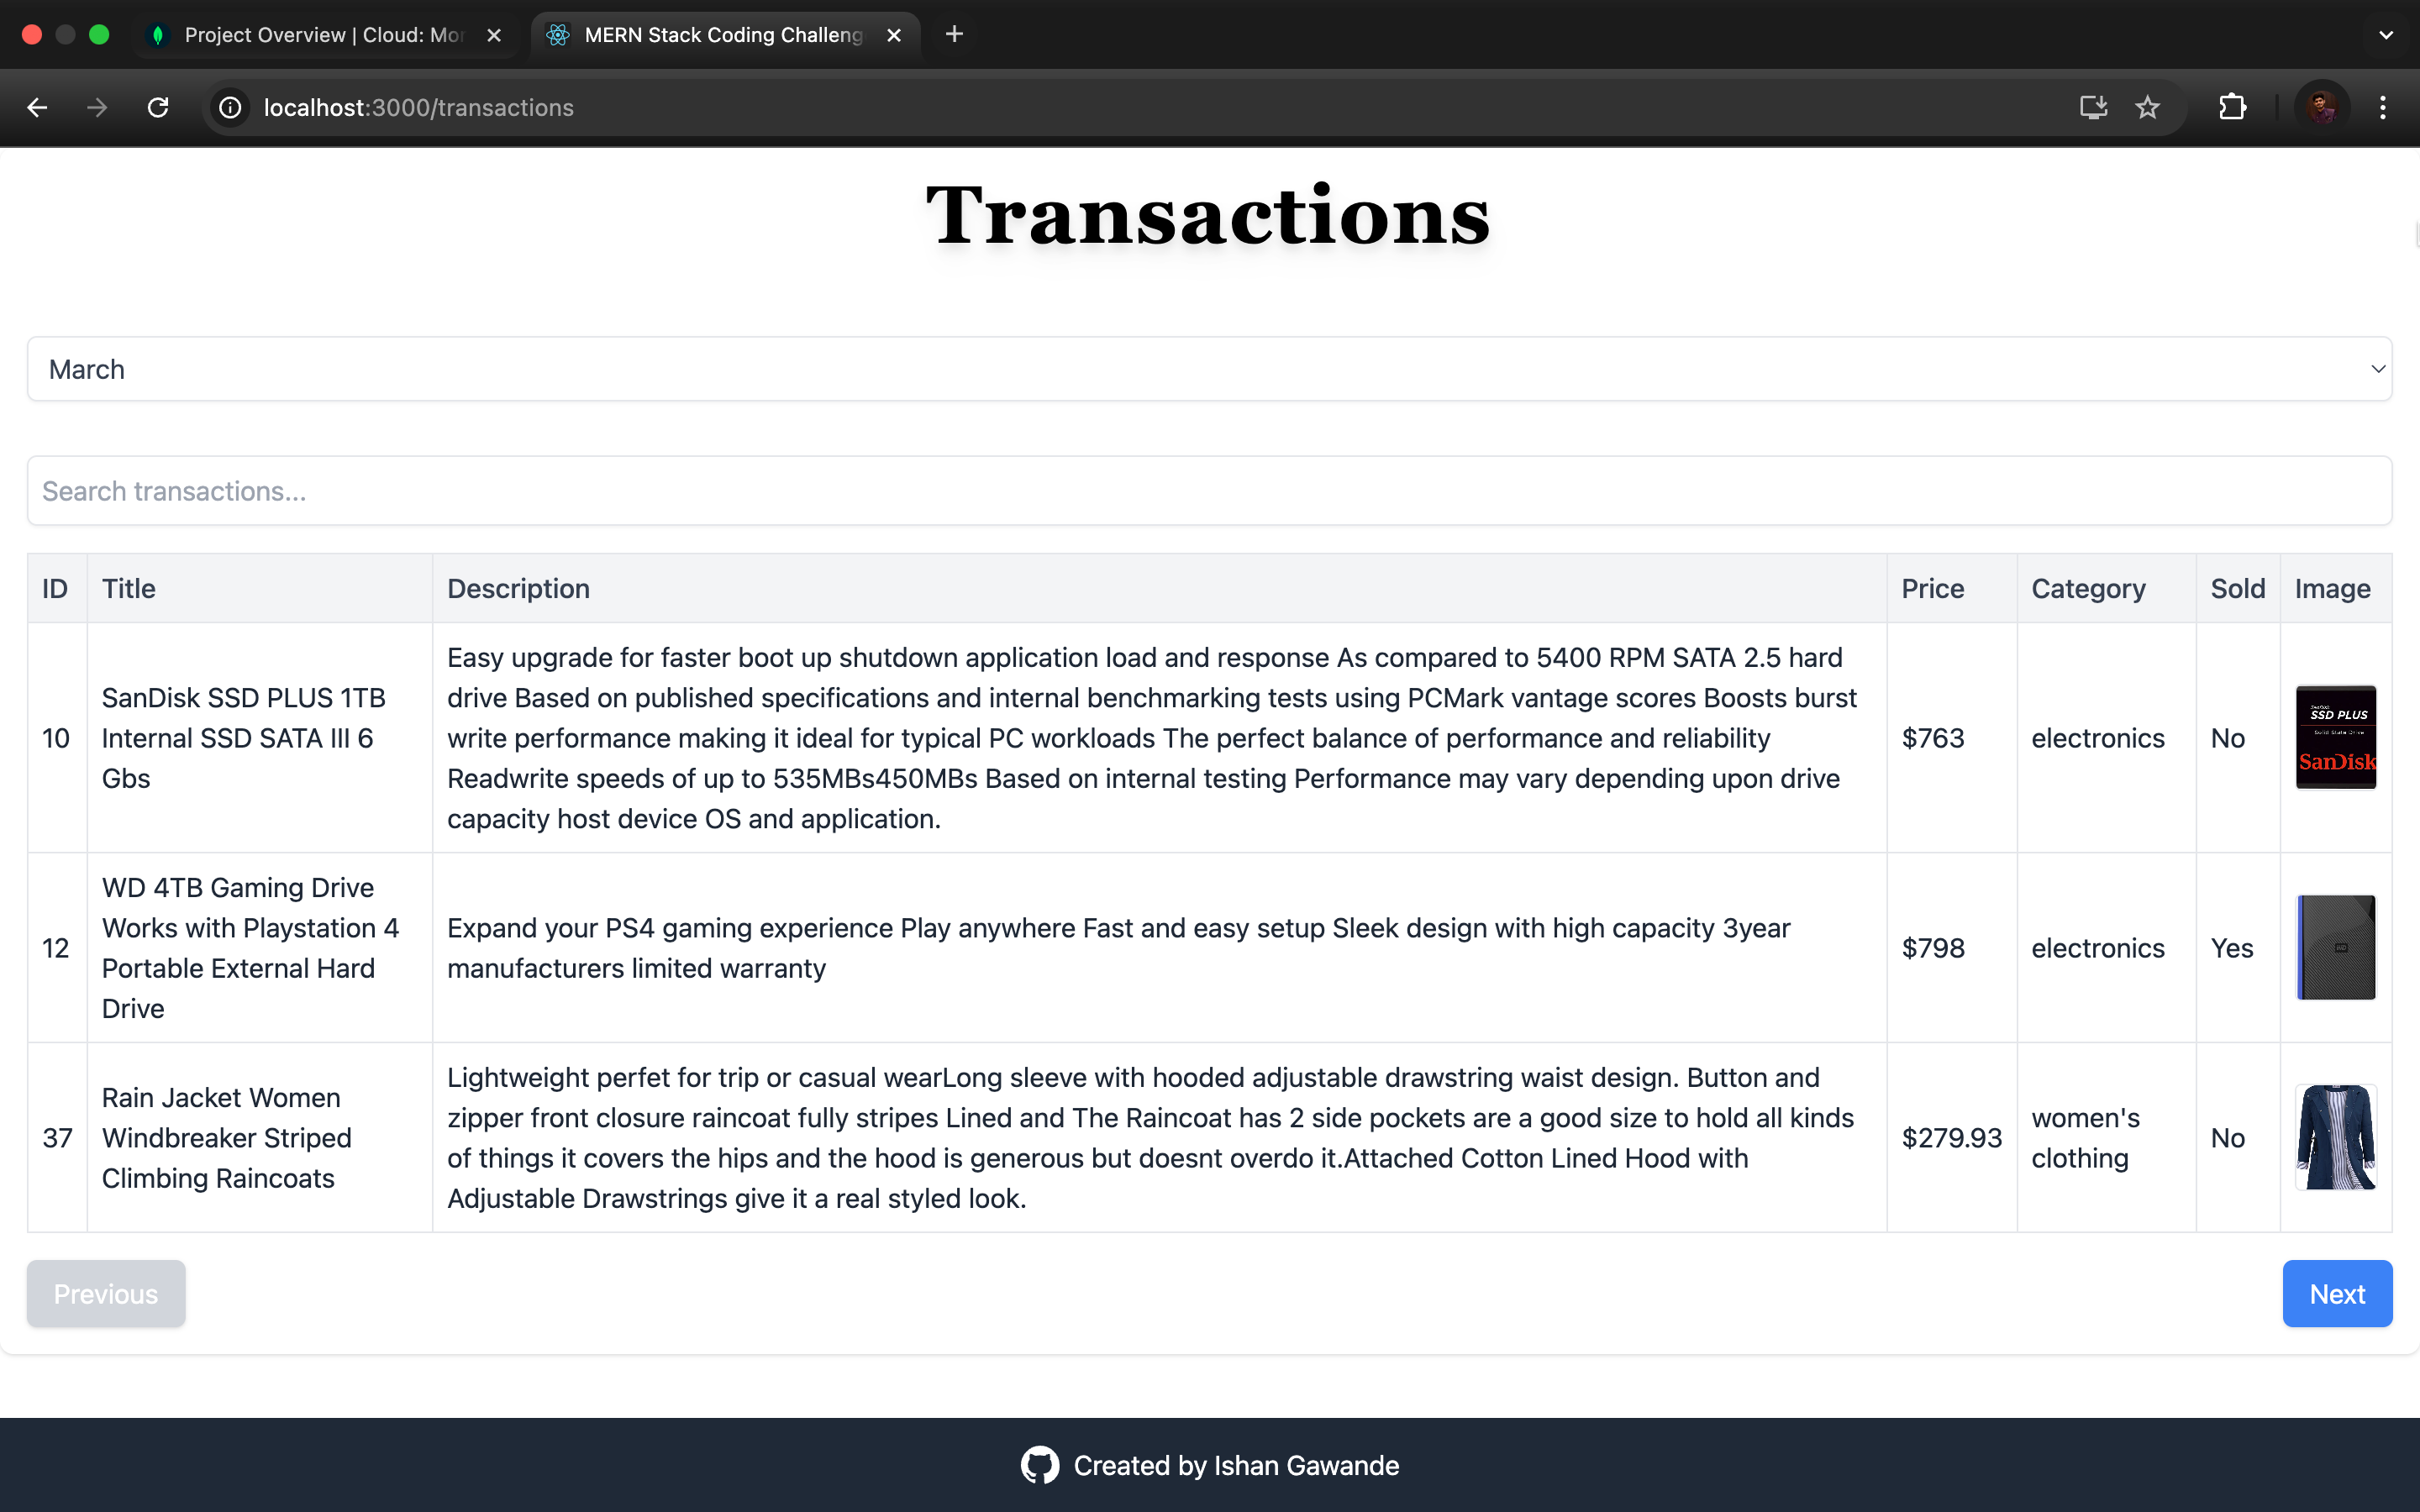 Project Overview | Cloud: Mon
MERN Stack Coding Challeng
localhost:3000/transactions
Transactions
March
Search transactions...
ID Title Description Price Category Sold Image
10
SanDisk SSD PLUS 1TB
Internal SSD SATA III 6
Gbs
Easy upgrade for faster boot up shutdown application load and response As compared to 5400 RPM SATA 2.5 hard
drive Based on published specifications and internal benchmarking tests using PCMark vantage scores Boosts burst
write performance making it ideal for typical PC workloads The perfect balance of performance and reliability
Readwrite speeds of up to 535MBs450MBs Based on internal testing Performance may vary depending upon drive
capacity host device OS and application.
$763
electronics
No
SanDisk
SSD PLUS
Solid State Drive
SanDisk
12
WD 4TB Gaming Drive
Works with Playstation 4
Portable External Hard
Drive
Expand your PS4 gaming experience Play anywhere Fast and easy setup Sleek design with high capacity 3year
manufacturers limited warranty
$798
electronics
Yes
WD
37
Rain Jacket Women
Windbreaker Striped
Climbing Raincoats
Lightweight perfet for trip or casual wearLong sleeve with hooded adjustable drawstring waist design. Button and
zipper front closure raincoat fully stripes Lined and The Raincoat has 2 side pockets are a good size to hold all kinds
of things it covers the hips and the hood is generous but doesnt overdo it.Attached Cotton Lined Hood with
Adjustable Drawstrings give it a real styled look.
$279.93
women's
clothing
No
Previous
Next
Created by Ishan Gawande